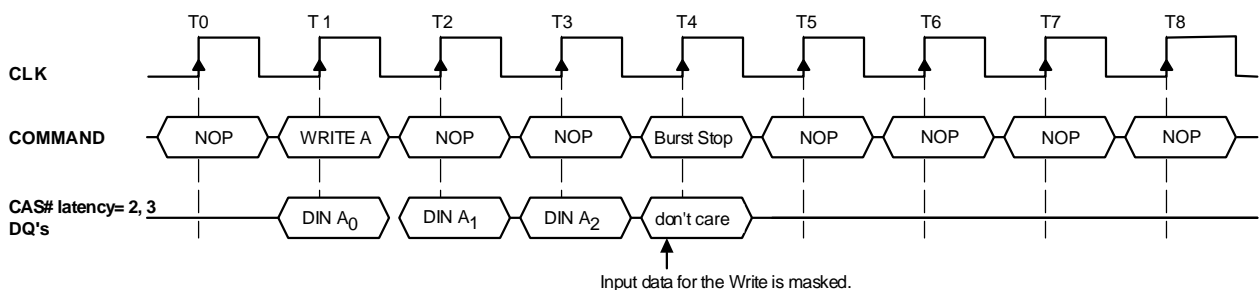 T0 T1 T2 T3 T4 T5 T6 T7 T8
CLK
COMMAND NOP WRITE A NOP NOP Burst Stop NOP NOP NOP NOP
CAS# latency= 2, 3
DQ's DIN A0 DIN A1 DIN A2 don't care
Input data for the Write is masked.